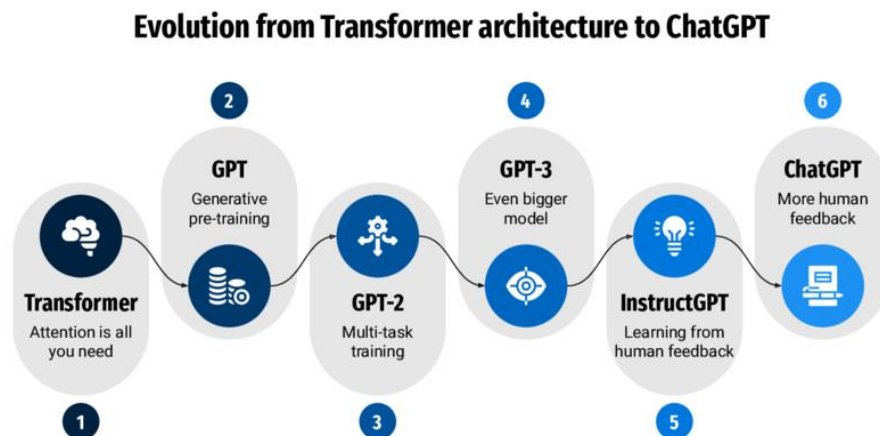 Evolution from Transformer architecture to ChatGPT
1
Transformer
Attention is all
you need
2
GPT
Generative
pre-training
3
GPT-2
Multi-task
training
4
GPT-3
Even bigger
model
5
InstructGPT
Learning from
human feedback
6
ChatGPT
More human
feedback